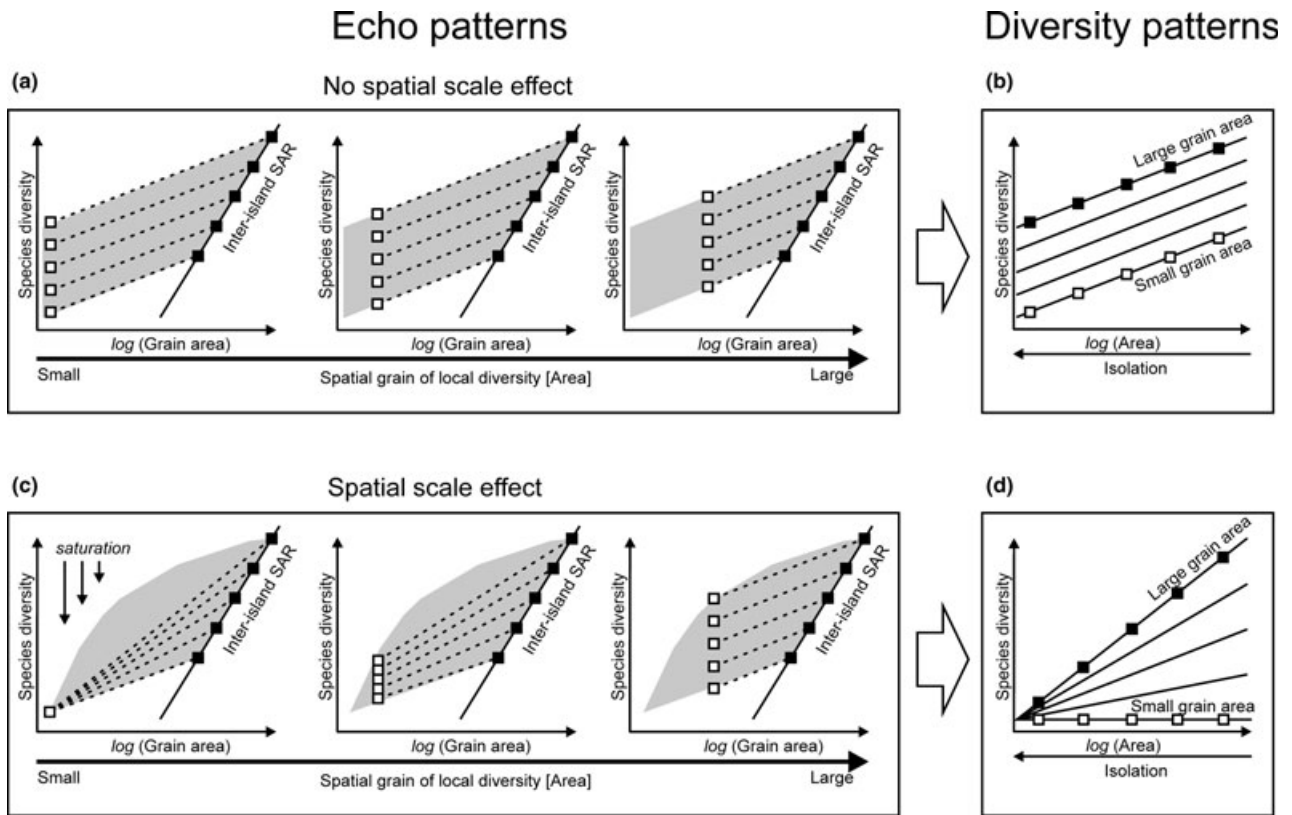 Echo patterns
Diversity patterns
(a)
No spatial scale effect
Species diversity
Inter-island SAR
log (Grain area)
Species diversity
Inter-island SAR
log (Grain area)
Species diversity
Inter-island SAR
log (Grain area)
Small
Spatial grain of local diversity [Area]
Large
(b)
Species diversity
Large grain area
Small grain area
log (Area)
Isolation
(c)
Spatial scale effect
saturation
Species diversity
Inter-island SAR
log (Grain area)
Species diversity
Inter-island SAR
log (Grain area)
Species diversity
Inter-island SAR
log (Grain area)
Small
Spatial grain of local diversity [Area]
Large
(d)
Species diversity
Large grain area
Small grain area
log (Area)
Isolation